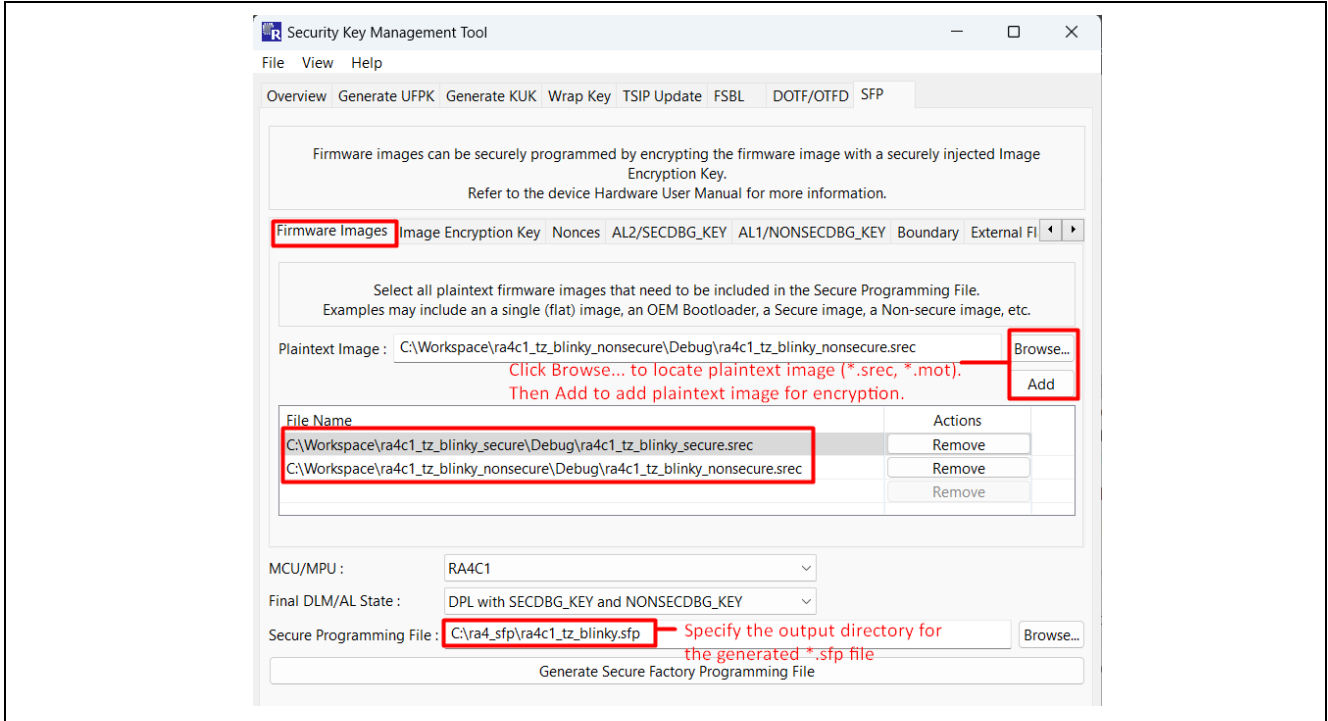 Security Key Management Tool
File View Help
Overview Generate UFPK Generate KUK Wrap Key TSIP Update FSBL DOTF/OTFD SFP
Firmware images can be securely programmed by encrypting the firmware image with a securely injected Image
Encryption Key.
Refer to the device Hardware User Manual for more information.
Firmware Images Image Encryption Key Nonces AL2/SECDBG_KEY AL1/NONSECDBG_KEY Boundary External Fl
Select all plaintext firmware images that need to be included in the Secure Programming File.
Examples may include an a single (flat) image, an OEM Bootloader, a Secure image, a Non-secure image, etc.
Plaintext Image : C:\Workspace\ra4c1_tz_blinky_nonsecure\Debug\ra4c1_tz_blinky_nonsecure.srec Browse...
Click Browse... to locate plaintext image (*.srec, *.mot).
Then Add to add plaintext image for encryption.
Add
File Name Actions
C:\Workspace\ra4c1_tz_blinky_secure\Debug\ra4c1_tz_blinky_secure.srec Remove
C:\Workspace\ra4c1_tz_blinky_nonsecure\Debug\ra4c1_tz_blinky_nonsecure.srec Remove
Remove
MCU/MPU : RA4C1
Final DLM/AL State : DPL with SECDBG_KEY and NONSECDBG_KEY
Secure Programming File : C:\ra4_sfp\ra4c1_tz_blinky.sfp Browse...
Specify the output directory for
the generated *.sfp file
Generate Secure Factory Programming File